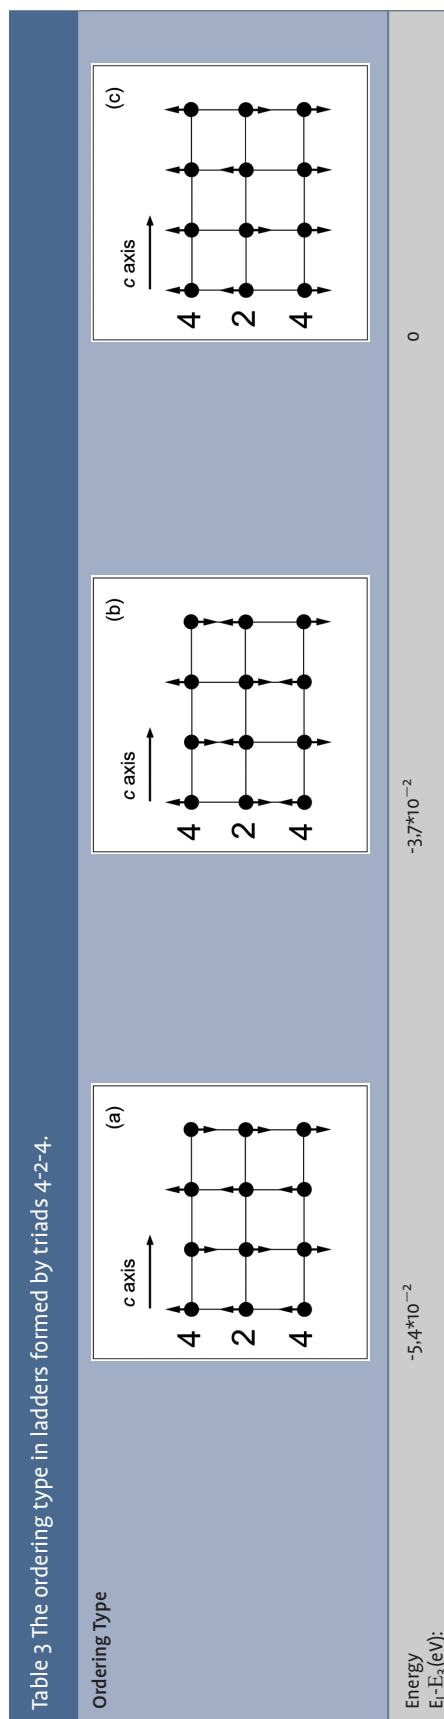 Table 3 The ordering type in ladders formed by triads 4-2-4.
Ordering Type
(a)
c axis
4
2
4
(b)
c axis
4
2
4
(c)
c axis
4
2
4
Energy
E₁-E₃(eV):
-5,4*10⁻²
-3,7*10⁻²
0